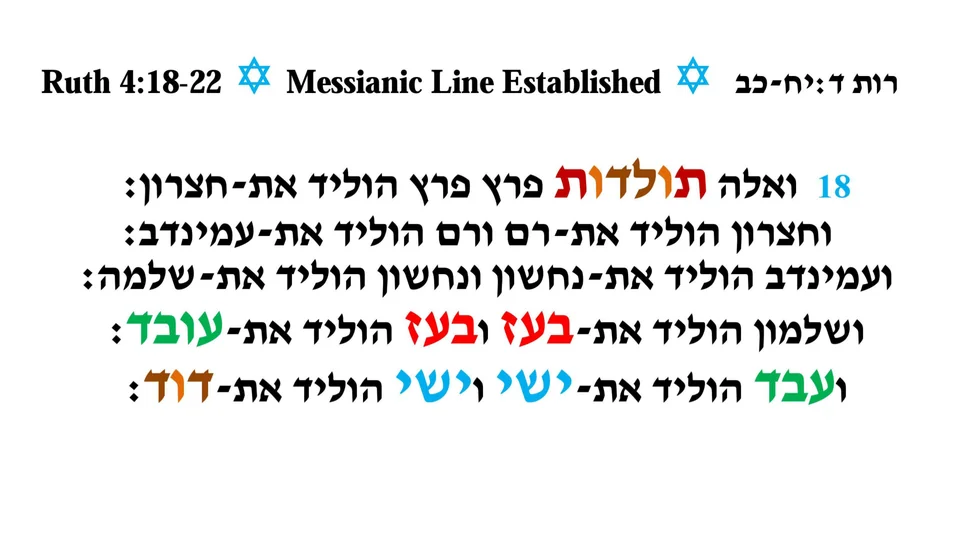 Ruth 4:18-22 ✡ Messianic Line Established ✡ רות ד:יח-כב
18 ואלה תולדות פרץ פרץ הוליד את-חצרון:
וחצרון הוליד את-רם ורם הוליד את-עמינדב:
ועמינדב הוליד את-נחשון ונחשון הוליד את-שלמה:
ושלמון הוליד את-בעז ובעז הוליד את-עובד:
ועבד הוליד את-ישי וישי הוליד את-דוד: